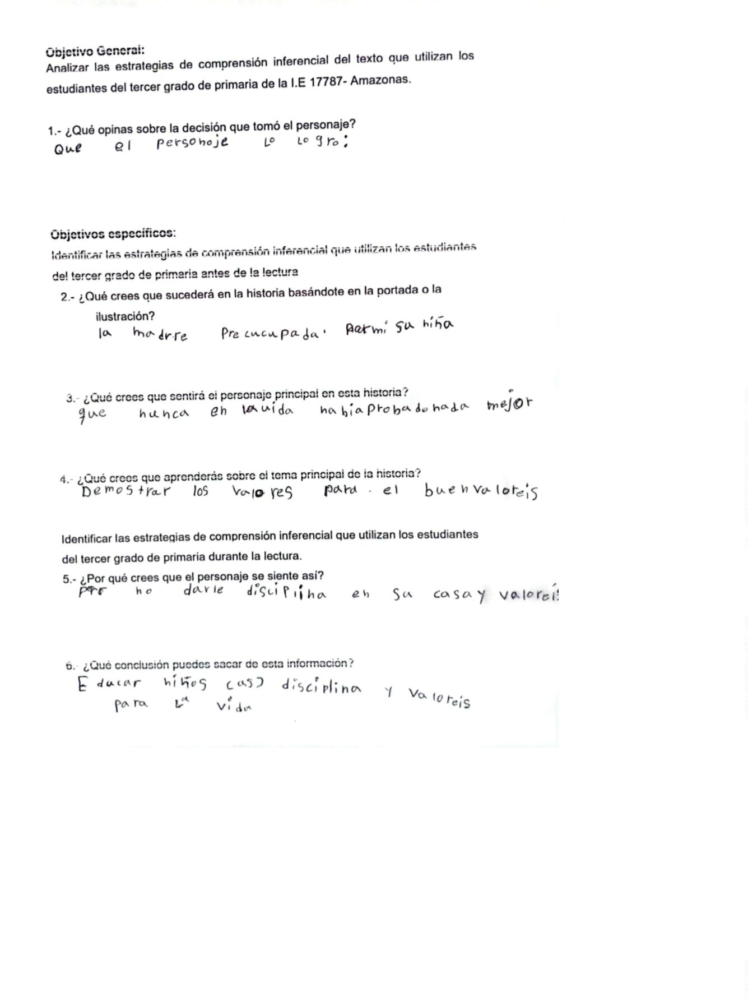 Objetivo General:
Analizar las estrategias de comprensión inferencial del texto que utilizan los
estudiantes del tercer grado de primaria de la I.E 17787- Amazonas.
1.- ¿Qué opinas sobre la decisión que tomó el personaje?
Que el personoje Lo Logro:
Objetivos específicos:
Identificar las estrategias de comprensión inferencial que utilizan los estudiantes
del tercer grado de primaria antes de la lectura
2.- ¿Qué crees que sucederá en la historia basándote en la portada o la
ilustración?
la madrre Precucupada. su niña
3.- ¿Qué crees que sentirá el personaje principal en esta historia?
que nunca en la uida habia probado nada mejor
4.- ¿Qué crees que aprenderás sobre el tema principal de la historia?
Demostrar los valores para . el buen valoreis
Identificar las estrategias de comprensión inferencial que utilizan los estudiantes
del tercer grado de primaria durante la lectura.
5.- ¿Por qué crees que el personaje se siente así?
no darle disciplina en su casa y valoreis
6.- ¿Qué conclusión puedes sacar de esta información?
Educar niños disciplina y valoreis
para La vida